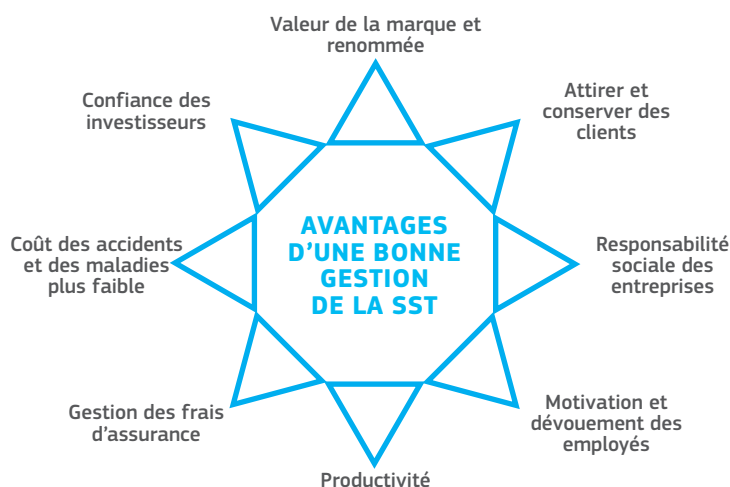 Valeur de la marque et
renommée
Attirer et
conserver des
clients
Responsabilité
sociale des
entreprises
Motivation et
dévouement des
employés
Productivité
Gestion des frais
d’assurance
Coût des accidents
et des maladies
plus faible
Confiance des
investisseurs
AVANTAGES
D’UNE BONNE
GESTION
DE LA SST